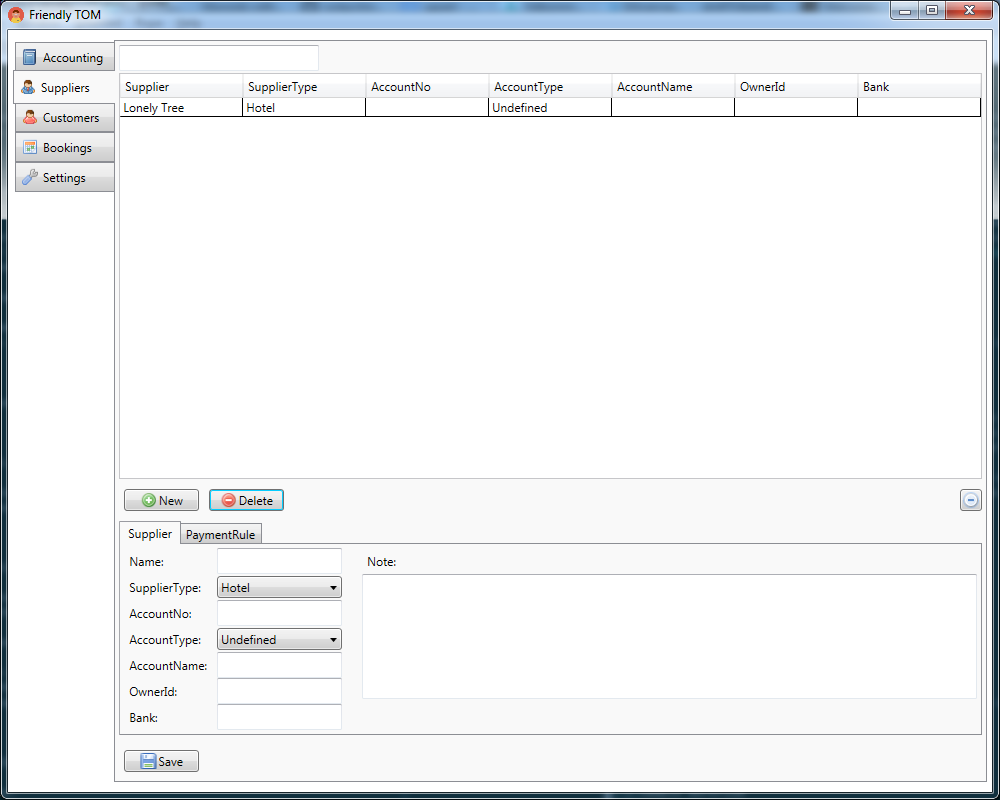 Friendly TOM
Accounting
Suppliers
Customers
Bookings
Settings
Supplier SupplierType AccountNo AccountType AccountName OwnerId Bank
Lonely Tree Hotel Undefined
New Delete
Supplier PaymentRule
Name: Note:
SupplierType: Hotel
AccountNo:
AccountType: Undefined
AccountName:
OwnerId:
Bank:
Save